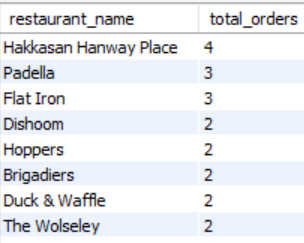 restaurant_name total_orders
Hakkasan Hanway Place 4
Padella 3
Flat Iron 3
Dishoom 2
Hoppers 2
Brigadiers 2
Duck & Waffle 2
The Wolseley 2